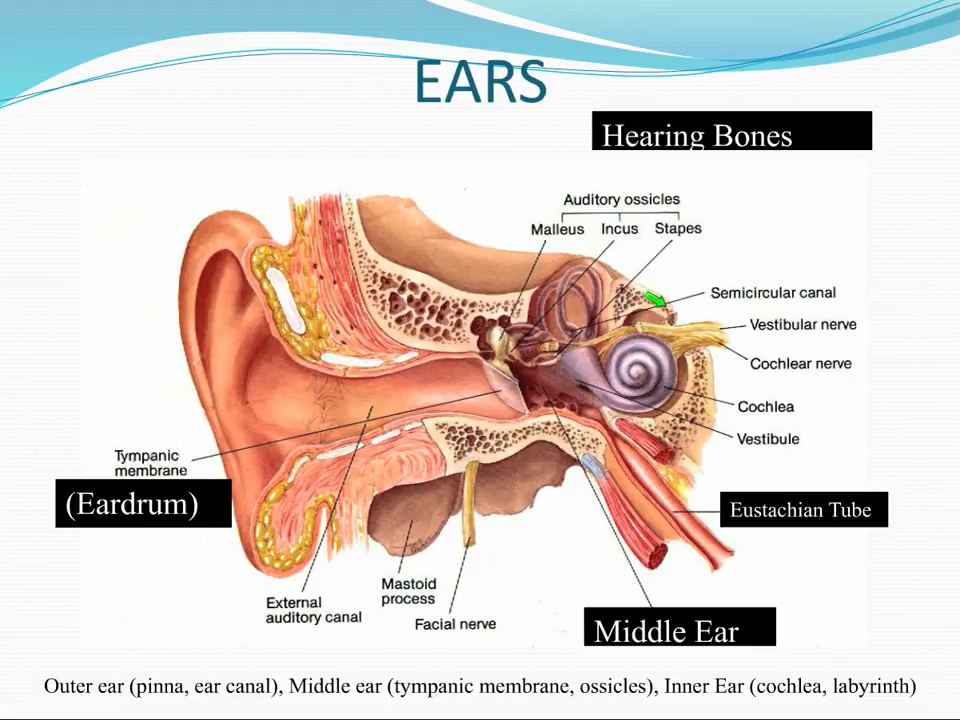 EARS
Hearing Bones
Auditory ossicles
Malleus Incus Stapes
Semicircular canal
Vestibular nerve
Cochlear nerve
Cochlea
Vestibule
Tympanic
membrane
(Eardrum)
Eustachian Tube
Mastoid
process
External
auditory canal
Facial nerve
Middle Ear
Outer ear (pinna, ear canal), Middle ear (tympanic membrane, ossicles), Inner Ear (cochlea, labyrinth)